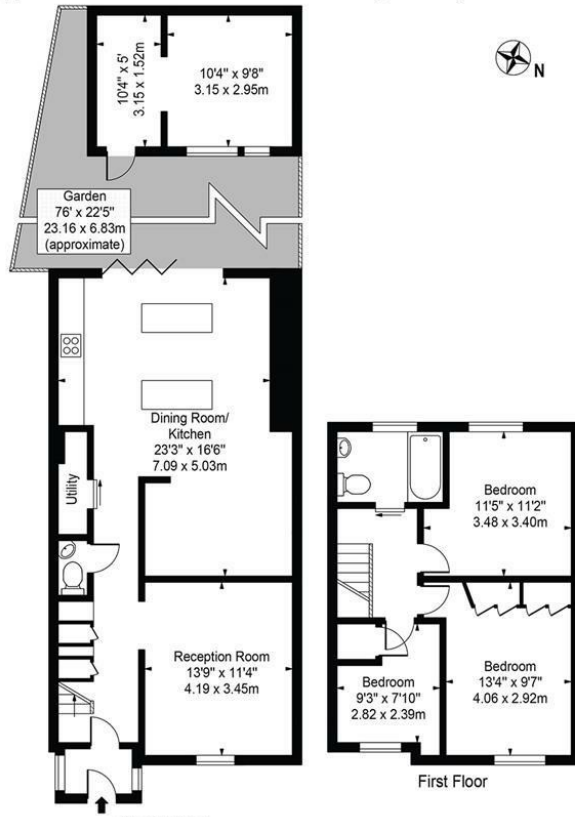 10'4" x 5'
3.15 x 1.52m
10'4" x 9'8"
3.15 x 2.95m
N
Garden
76' x 22'5"
23.16 x 6.83m
(approximate)
Dining Room/
Kitchen
23'3" x 16'6"
7.09 x 5.03m
Utility
Reception Room
13'9" x 11'4"
4.19 x 3.45m
Bedroom
11'5" x 11'2"
3.48 x 3.40m
Bedroom
13'4" x 9'7"
4.06 x 2.92m
Bedroom
9'3" x 7'10"
2.82 x 2.39m
First Floor